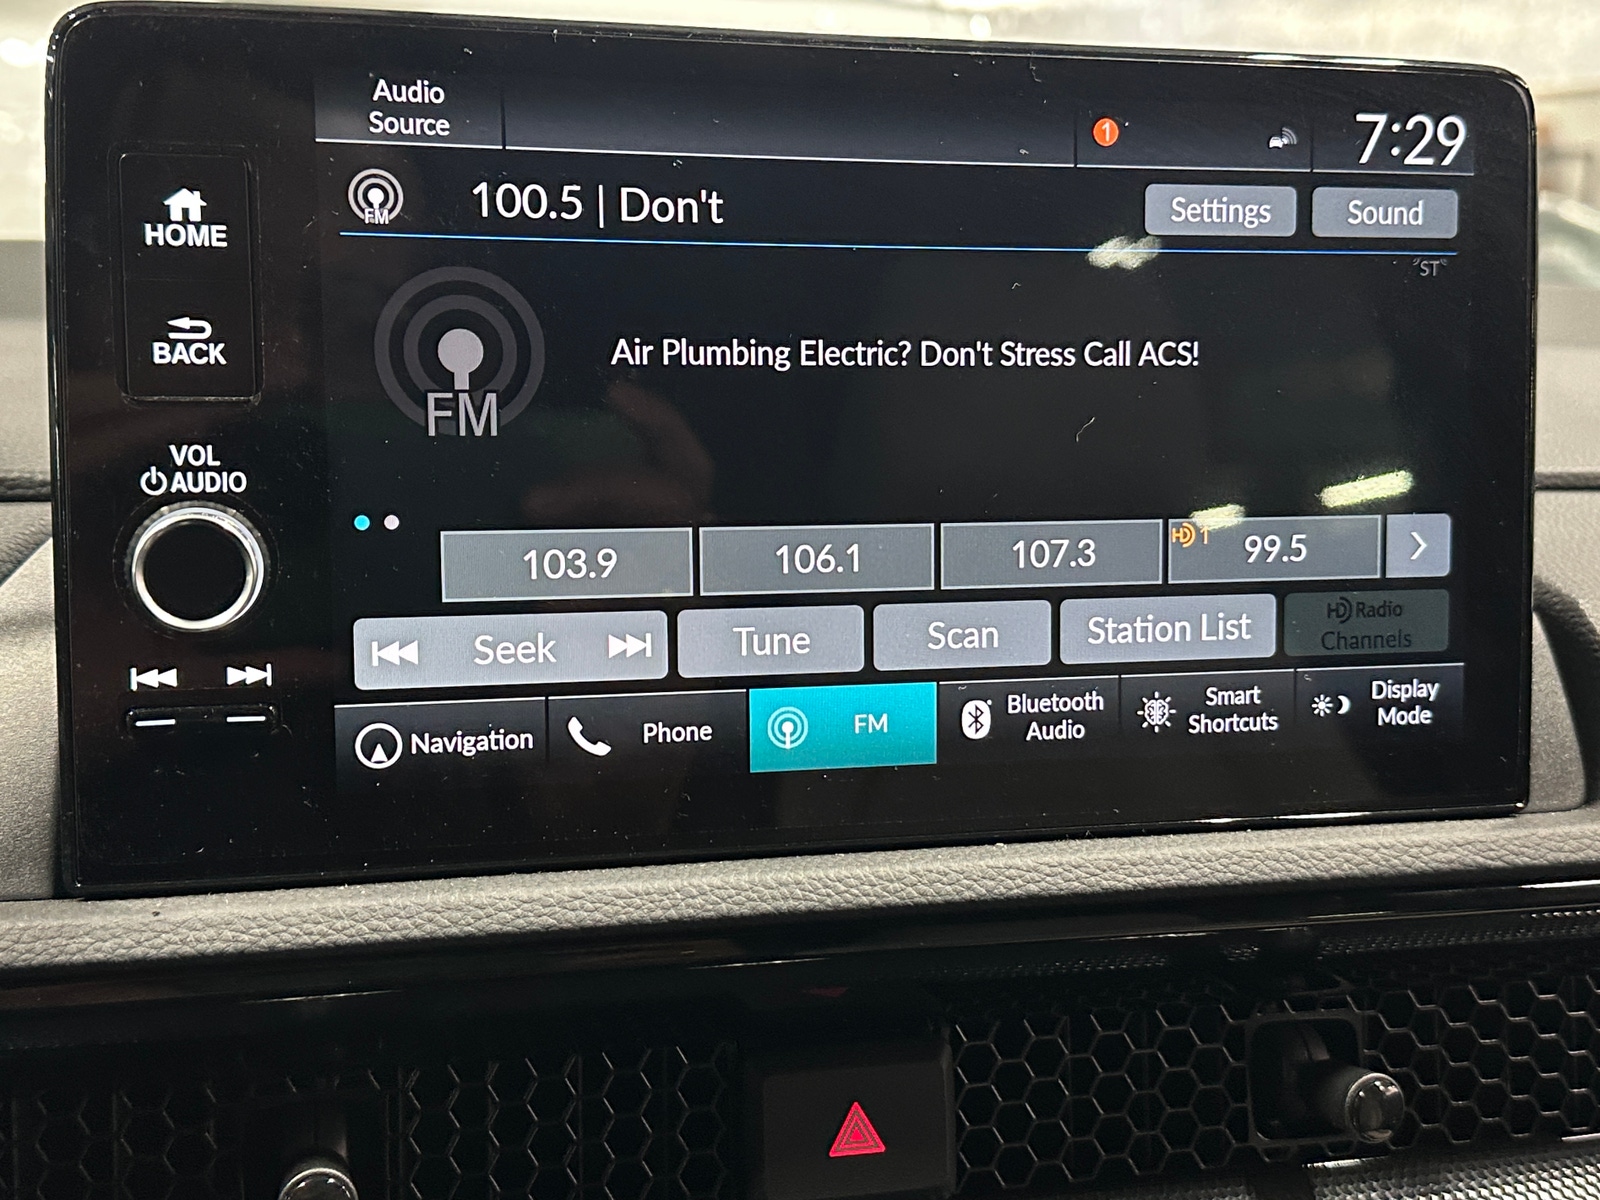 Audio
Source
1
7:29
HOME
FM
100.5 | Don't
Settings
Sound
ST
BACK
FM
Air Plumbing Electric? Don't Stress Call ACS!
VOL
AUDIO
103.9
106.1
107.3
HD 1
99.5
Seek
Tune
Scan
Station List
HD Radio
Channels
Navigation
Phone
FM
Bluetooth
Audio
Smart
Shortcuts
Display
Mode